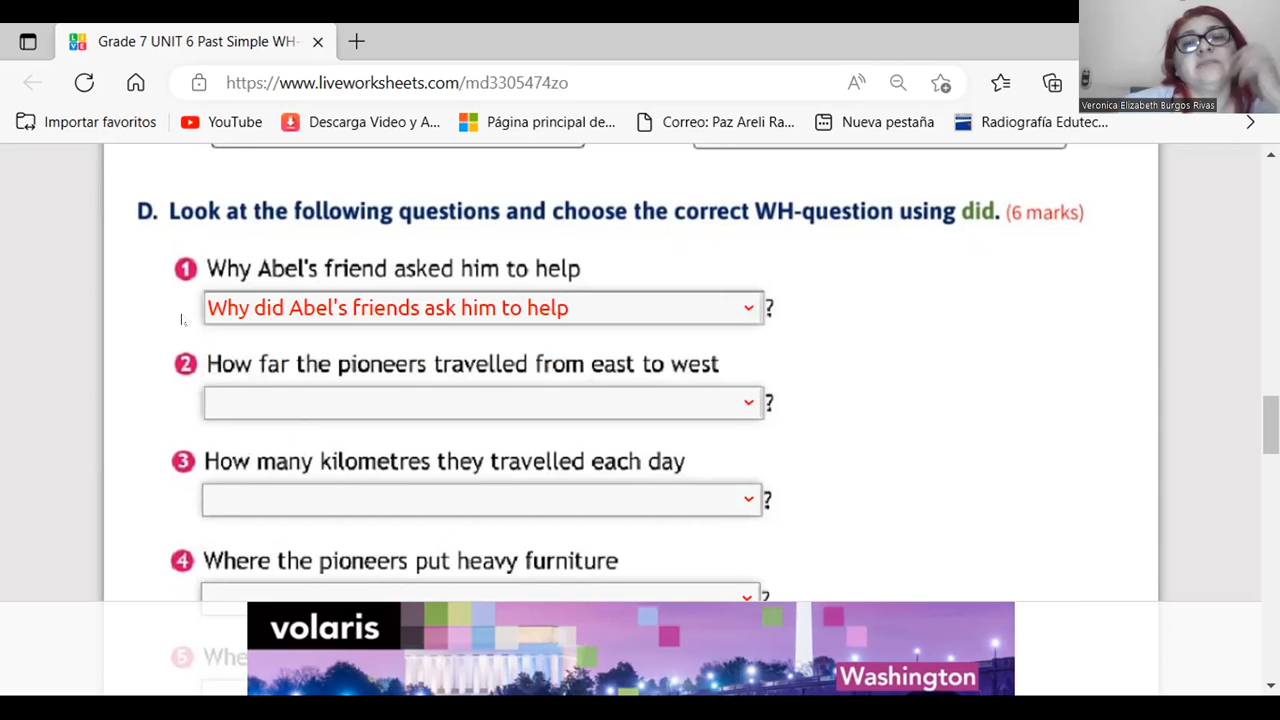 Grade 7 UNIT 6 Past Simple WH-
https://www.liveworksheets.com/md3305474zo
Veronica Elizabeth Burgos Rivas
Importar favoritos
YouTube
Descarga Video y A...
Página principal de...
Correo: Paz Areli Ra...
Nueva pestaña
Radiografía Edutec...
D. Look at the following questions and choose the correct WH-question using did. (6 marks)
1 Why Abel's friend asked him to help
Why did Abel's friends ask him to help ?
2 How far the pioneers travelled from east to west
?
3 How many kilometres they travelled each day
?
4 Where the pioneers put heavy furniture
?
5 Whe
volaris
Washington